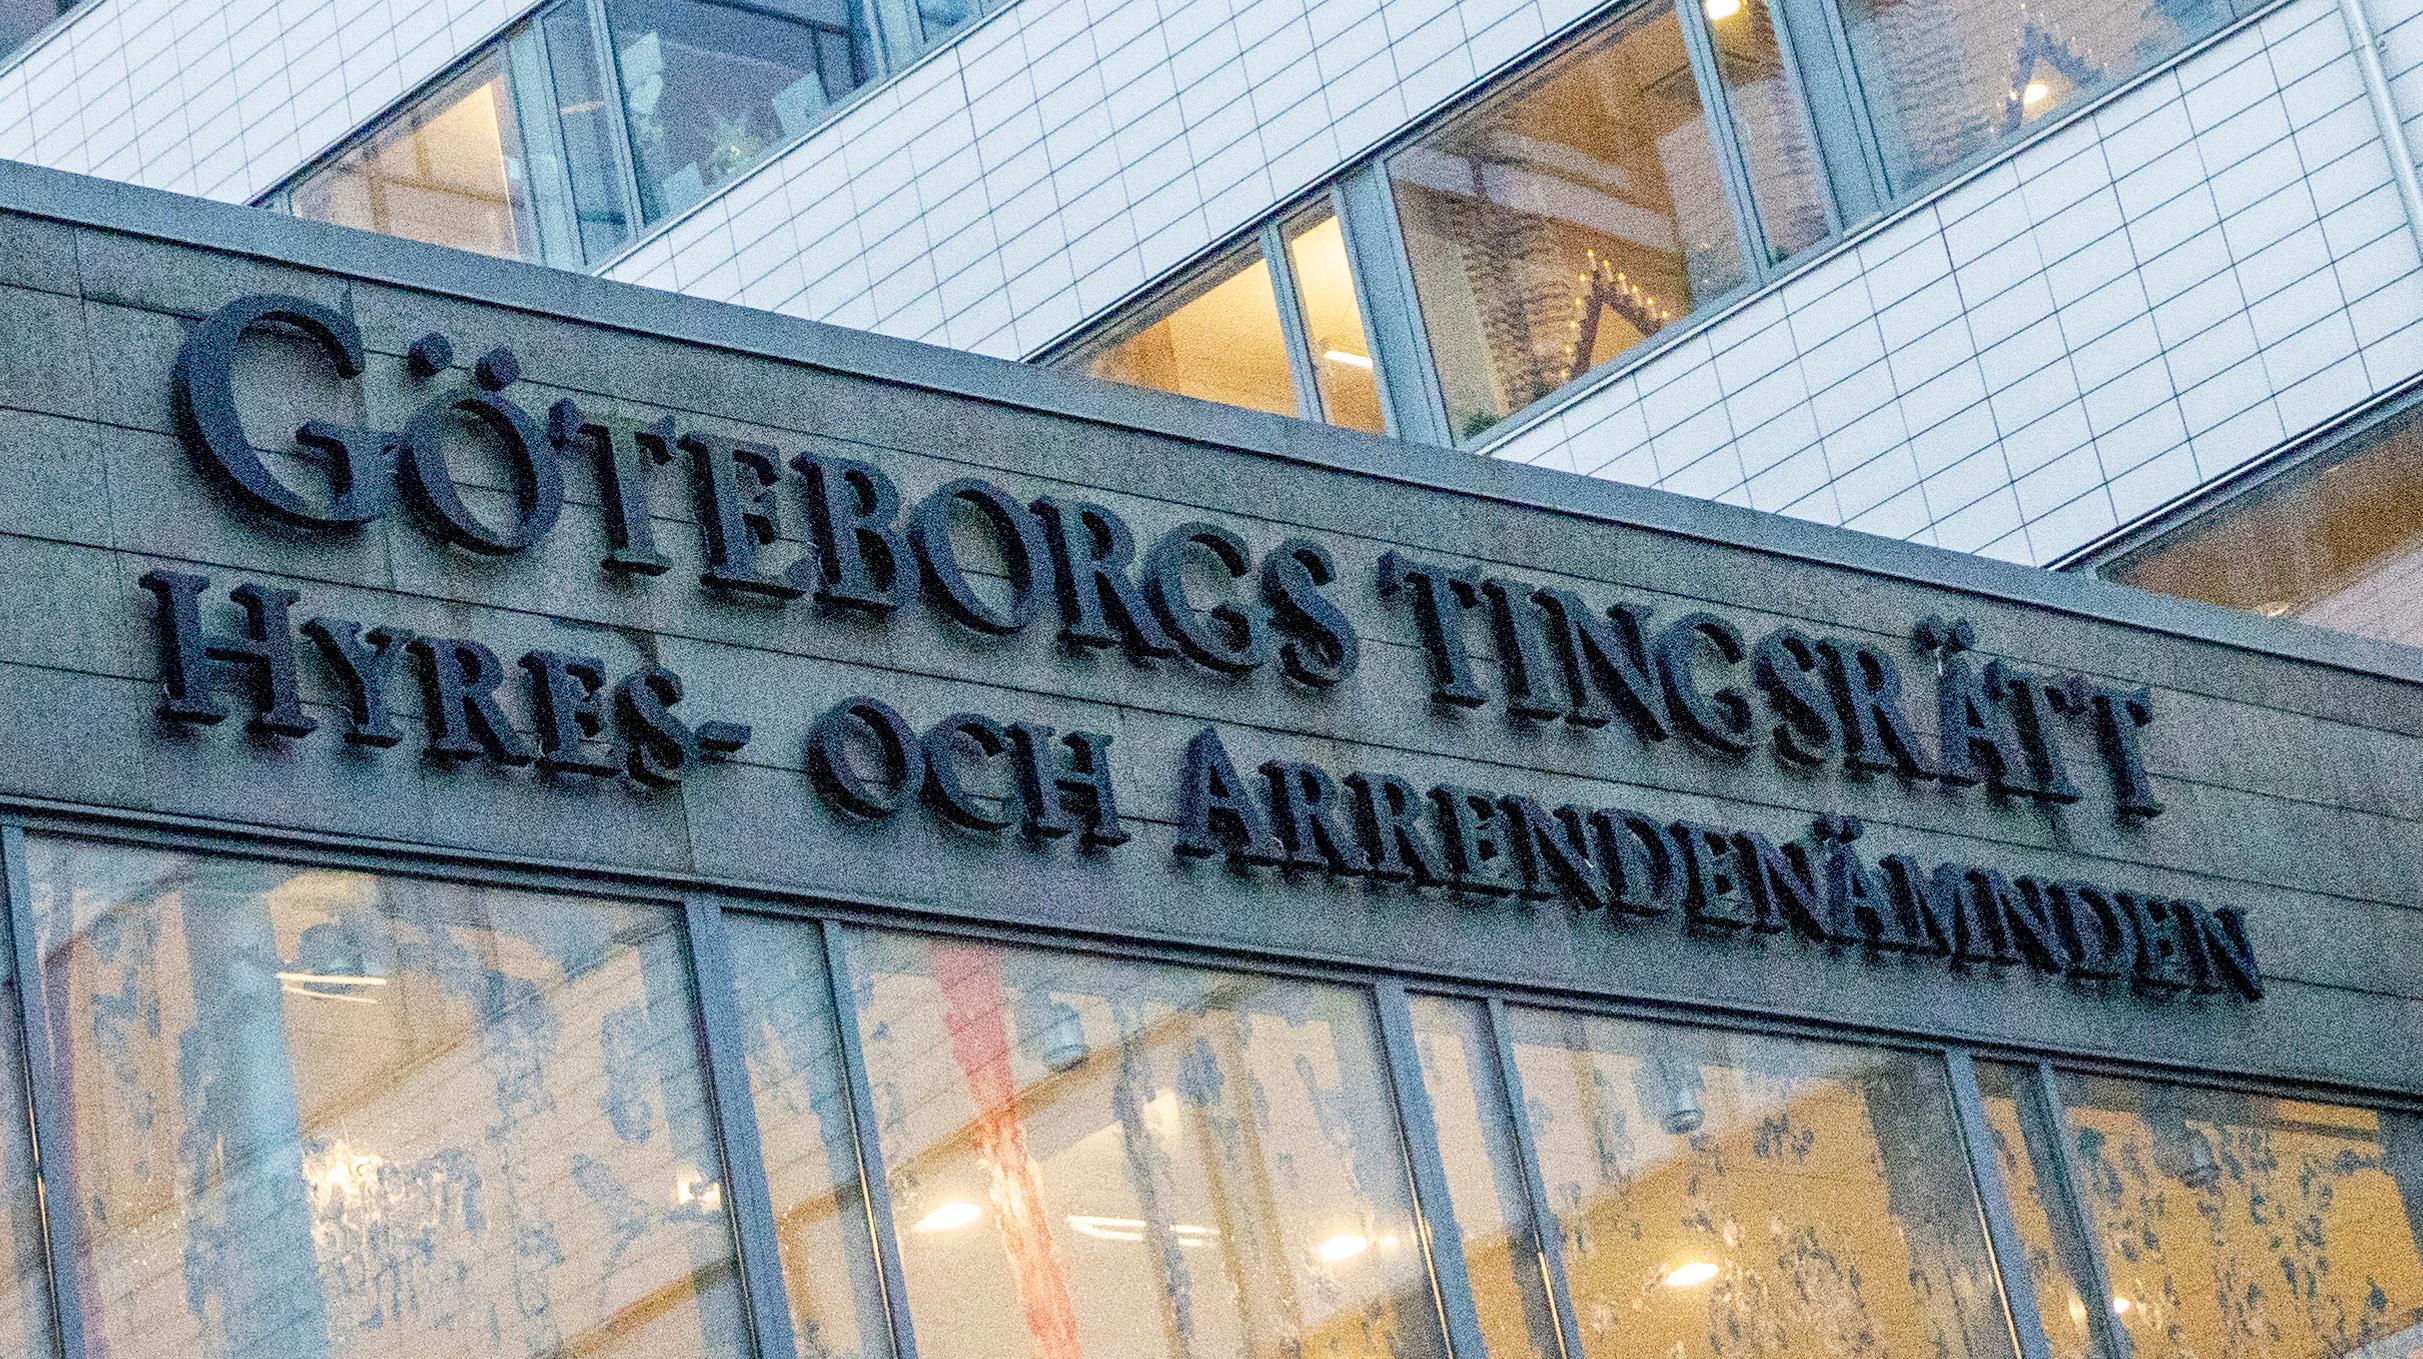 GÖTEBORGS TINGSRÄTT
HYRES- OCH ARRENDENÄMNDEN